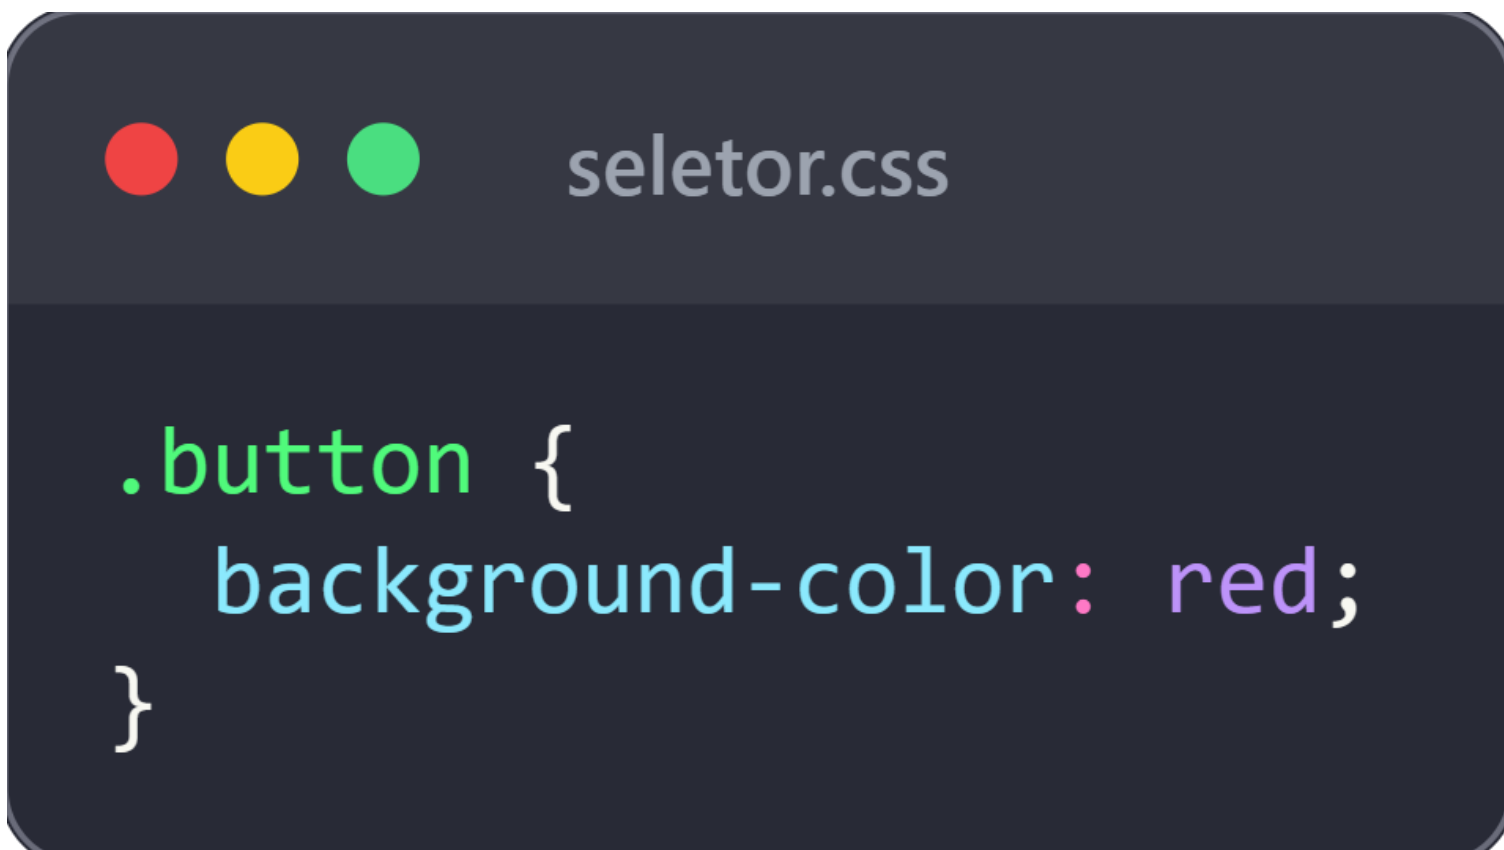 seletor.css
.button {
  background-color: red;
}